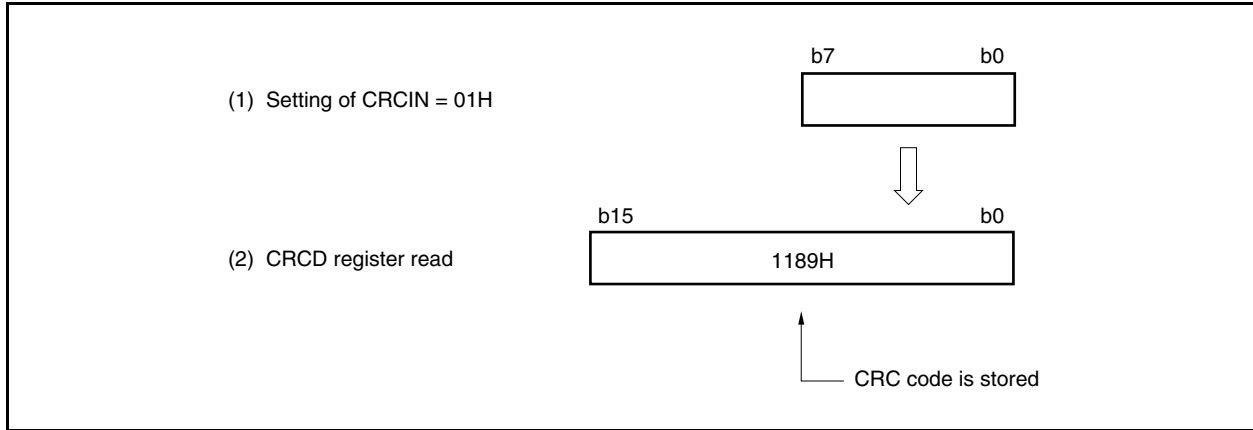 b7 b0
(1) Setting of CRCIN = 01H
b15 b0
(2) CRCD register read 1189H
CRC code is stored